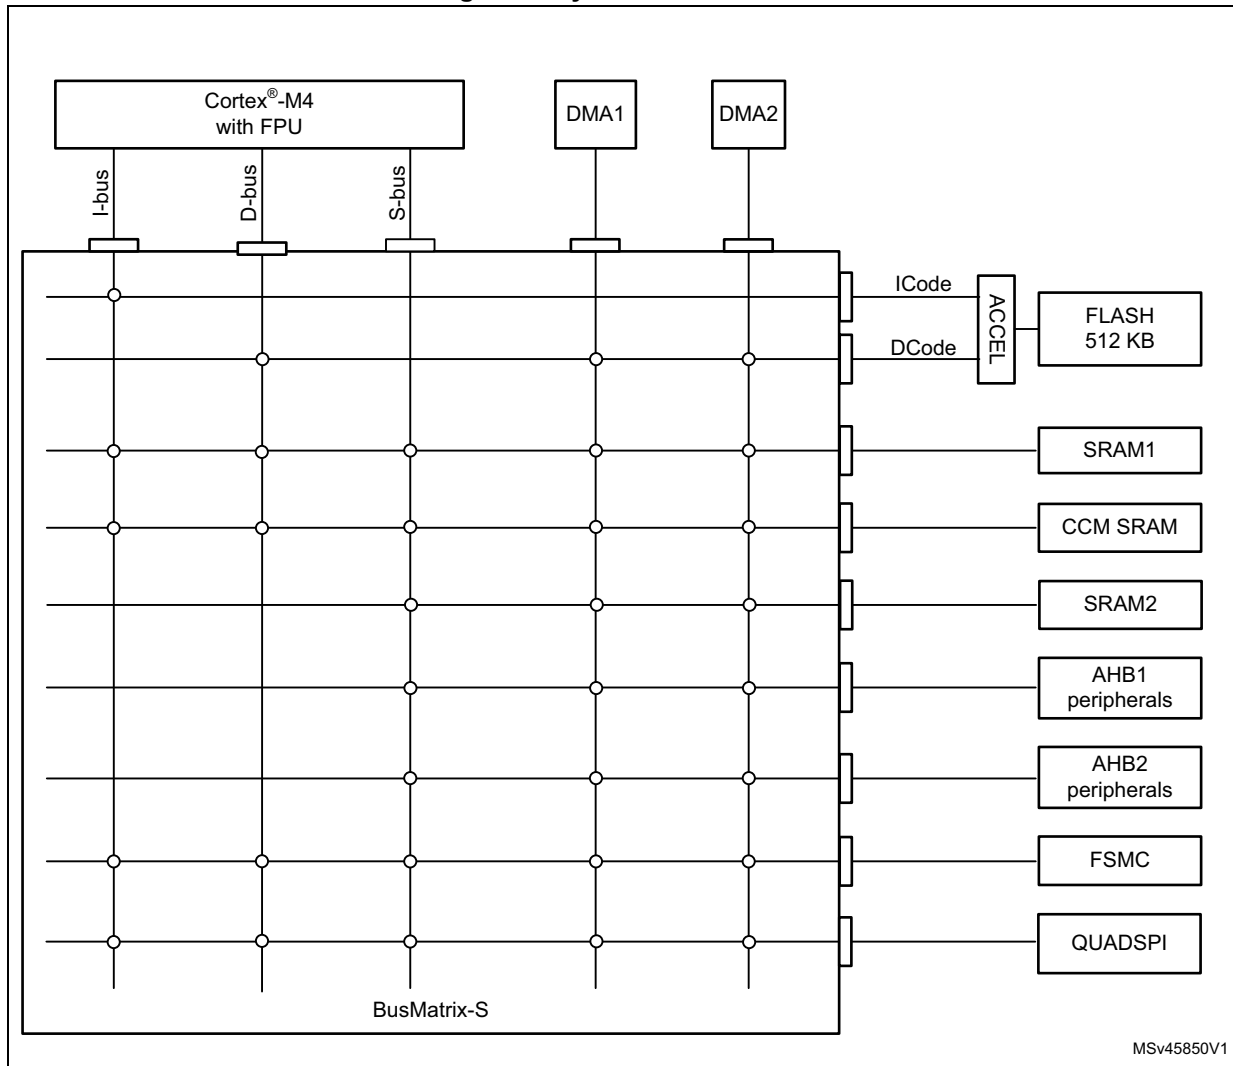 Cortex®-M4
with FPU
DMA1
DMA2
I-bus
D-bus
S-bus
ICode
DCode
ACCEL
FLASH
512 KB
SRAM1
CCM SRAM
SRAM2
AHB1
peripherals
AHB2
peripherals
FSMC
QUADSPI
BusMatrix-S
MSv45850V1